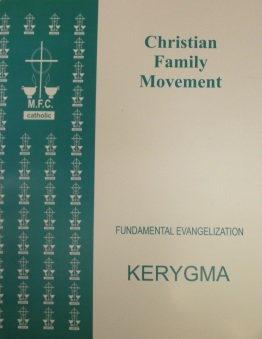 M.F.C.
catholic
Christian
Family
Movement
FUNDAMENTAL EVANGELIZATION
KERYGMA